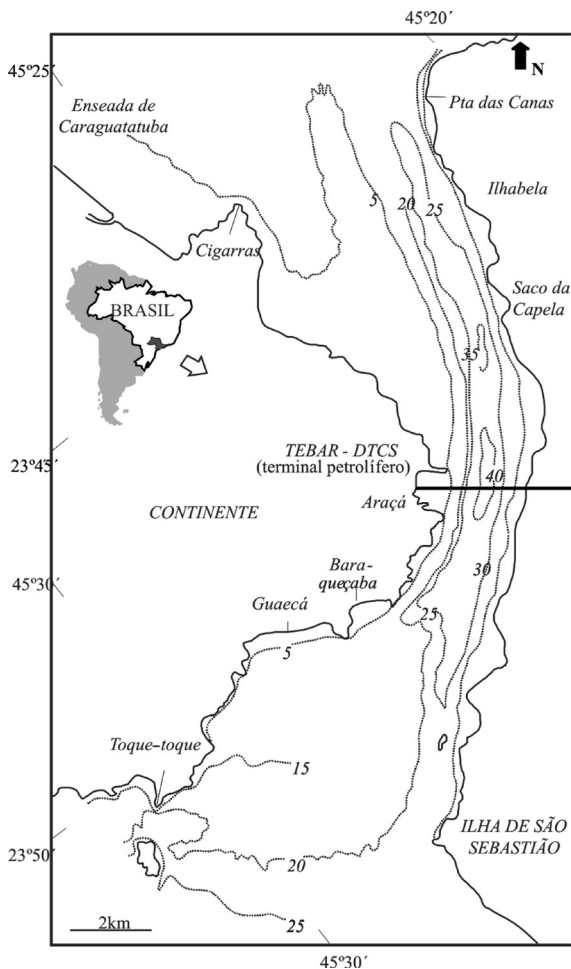 45º20´
45º25´
N
Enseada de
Caraguatatuba
Pta das Canas
Ilhabela
5
20
25
Cigarras
Saco da
Capela
BRASIL
35
TEBAR - DTCS
(terminal petrolífero)
23º45´
40
Araçá
CONTINENTE
30
Bara-
queçaba
45º30´
Guaecá
25
5
Toque-toque
15
ILHA DE SÃO
SEBASTIÃO
23º50´
20
25
2km
45º30´